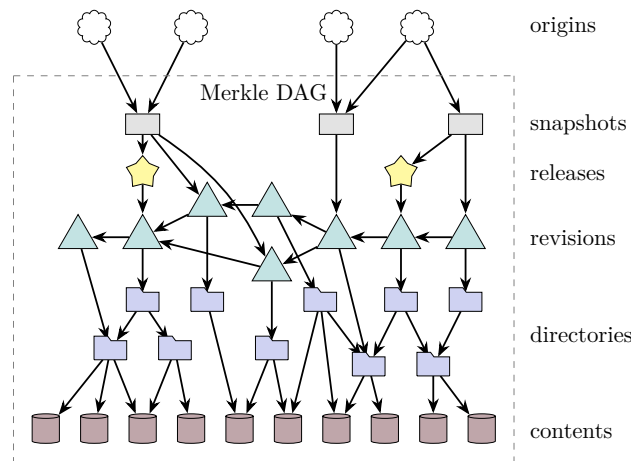 origins
Merkle DAG
snapshots
releases
revisions
directories
contents